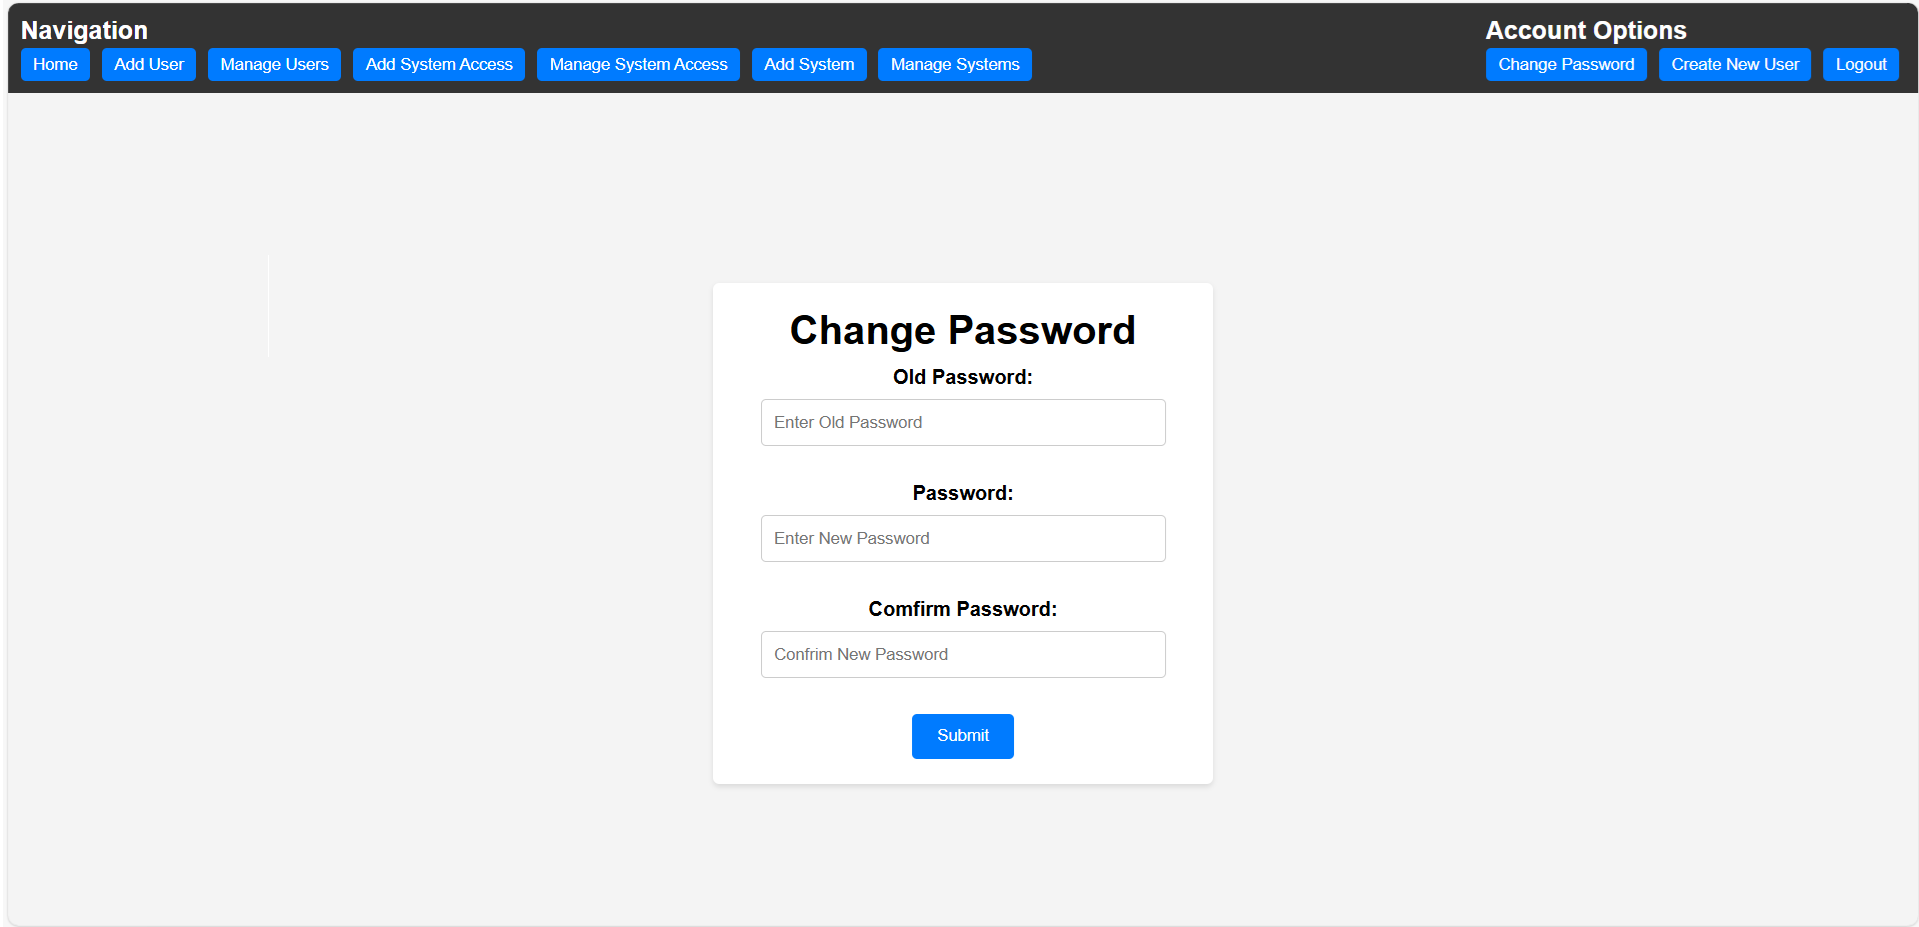 Navigation
Account Options
Home Add User Manage Users Add System Access Manage System Access Add System Manage Systems
Change Password Create New User Logout
Change Password
Old Password:
Enter Old Password
Password:
Enter New Password
Comfirm Password:
Confrim New Password
Submit